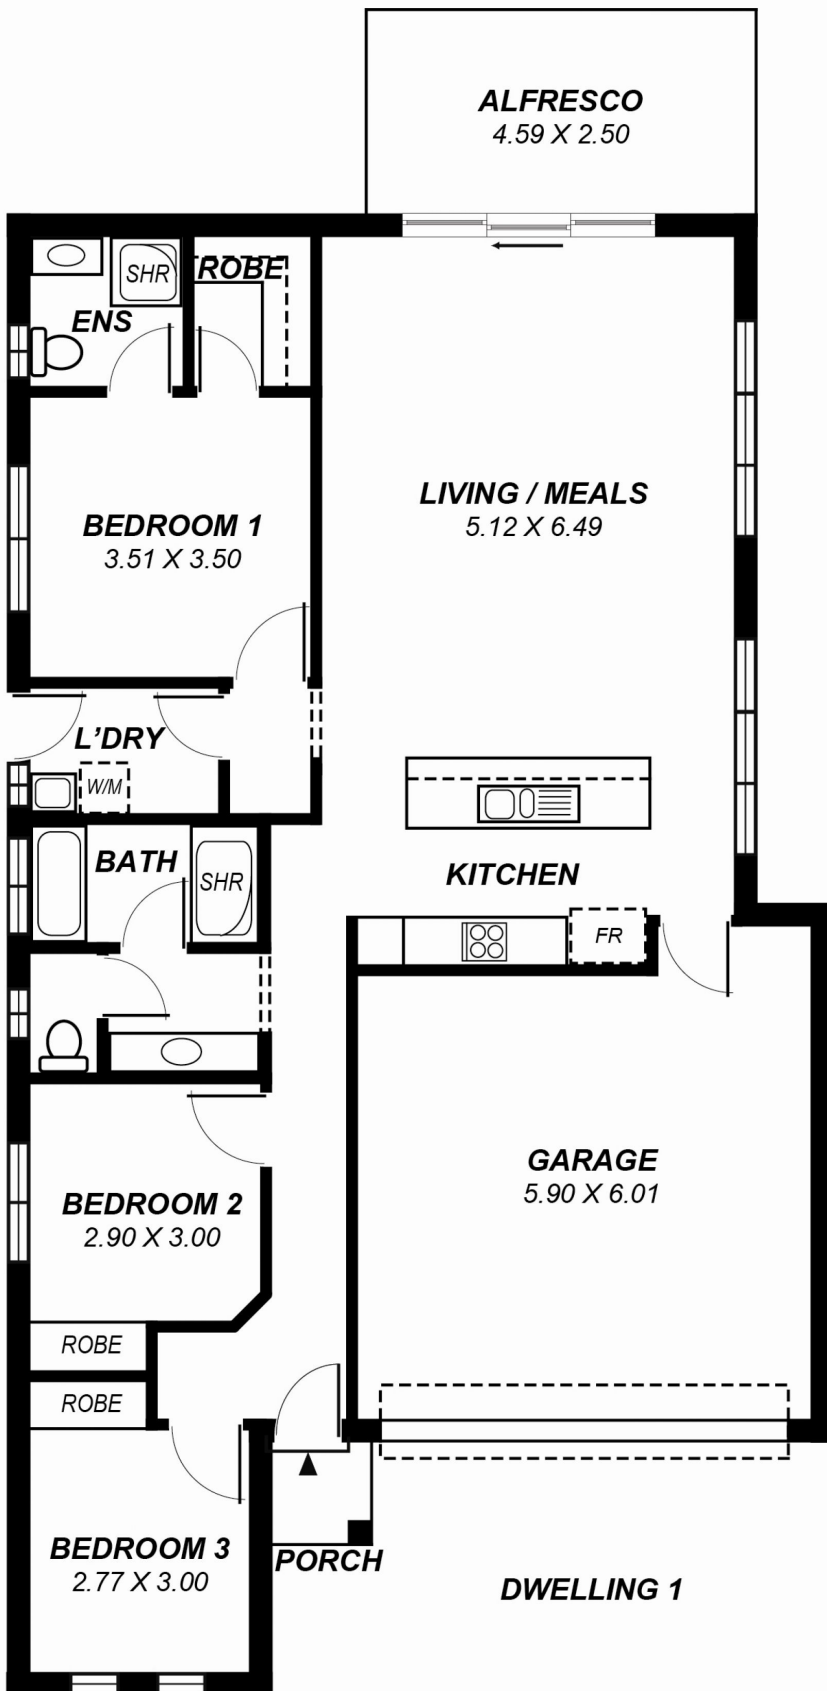 ALFRESCO
4.59 X 2.50
SHR
ROBE
ENS
LIVING / MEALS
5.12 X 6.49
BEDROOM 1
3.51 X 3.50
L'DRY
W/M
BATH
SHR
KITCHEN
FR
GARAGE
5.90 X 6.01
BEDROOM 2
2.90 X 3.00
ROBE
ROBE
BEDROOM 3
2.77 X 3.00
PORCH
DWELLING 1